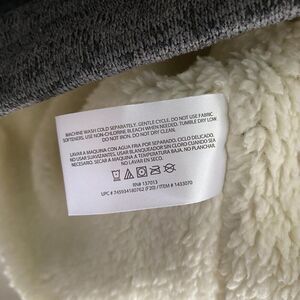 MACHINE WASH COLD SEPARATELY. GENTLE CYCLE. DO NOT USE FABRIC
SOFTENERS. USE NON-CHLORINE BLEACH WHEN NEEDED. TUMBLE DRY LOW.
DO NOT IRON. DO NOT DRY CLEAN.
LAVAR A MAQUINA CON AGUA FRIA POR SEPARADO. CICLO DELICADO.
NO USAR SUAVIZANTES. USAR BLANQUEADOR SIN CLORO CUANDO SEA
NECESARIO. SECAR A MAQUINA A TEMPERATURA BAJA. NO PLANCHAR.
NO LAVAR EN SECO.
RN# 137013
UPC # 745934180762 (F20) / ITEM # 1433070